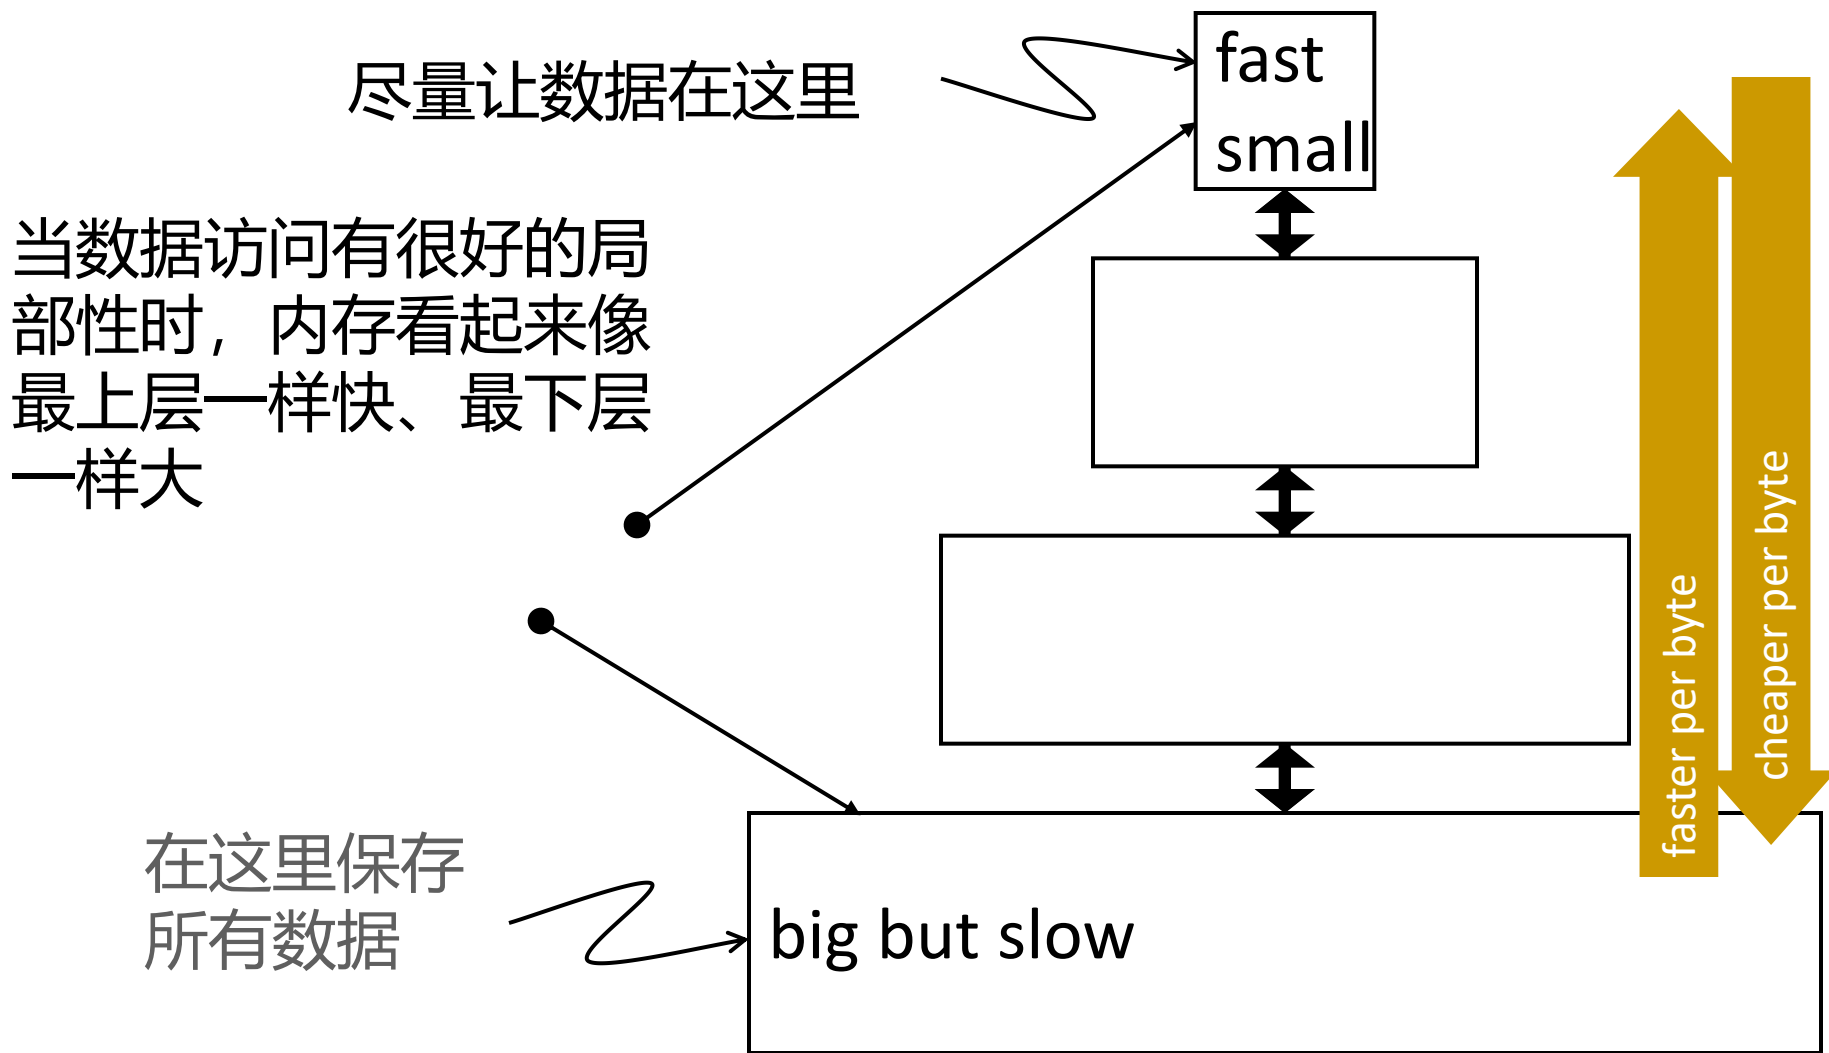 尽量让数据在这里
fast
small
当数据访问有很好的局
部性时，内存看起来像
最上层一样快、最下层
一样大
faster per byte
cheaper per byte
在这里保存
所有数据
big but slow